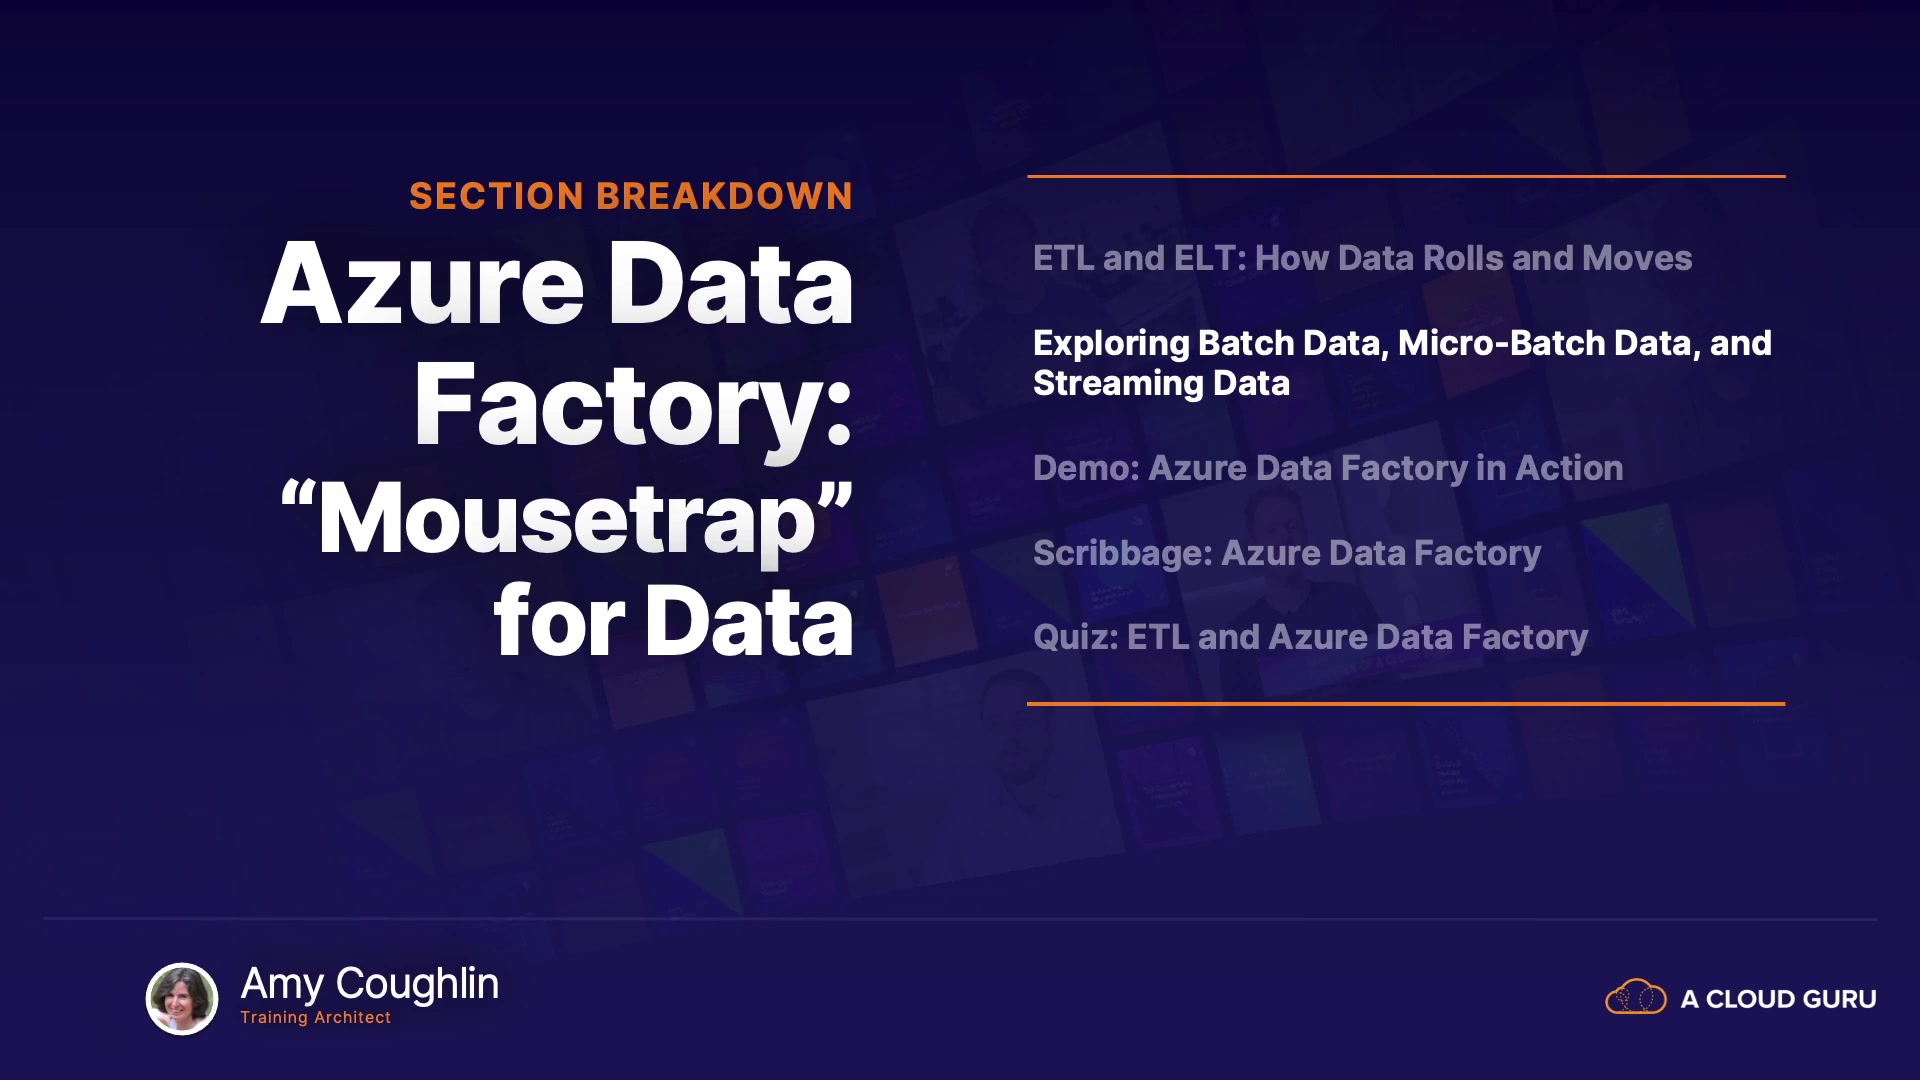 SECTION BREAKDOWN
Azure Data
Factory:
“Mousetrap”
for Data
ETL and ELT: How Data Rolls and Moves
Exploring Batch Data, Micro-Batch Data, and
Streaming Data
Demo: Azure Data Factory in Action
Scribbage: Azure Data Factory
Quiz: ETL and Azure Data Factory
Amy Coughlin
Training Architect
A CLOUD GURU